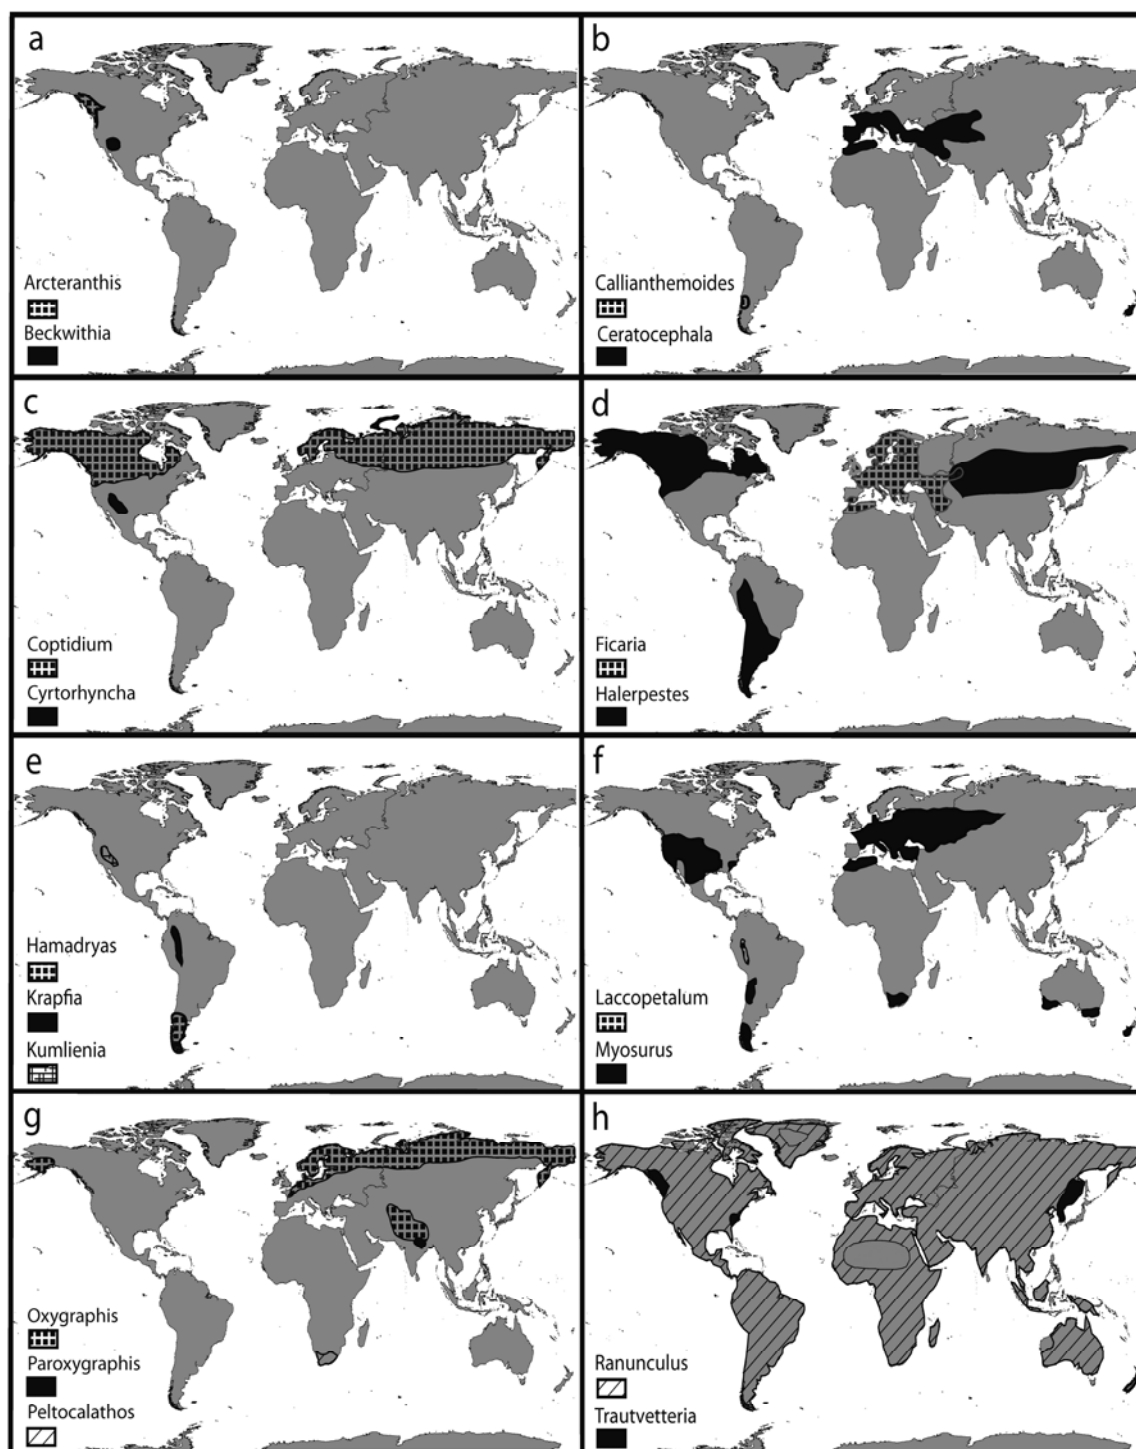 a
Arcteranthis
Beckwithia
b
Callianthemoides
Ceratocephala
c
Coptidium
Cyrtorhyncha
d
Ficaria
Halerpestes
e
Hamadryas
Krapfia
Kumlienia
f
Laccopetalum
Myosurus
g
Oxygraphis
Paroxygraphis
Peltocalathos
h
Ranunculus
Trautvetteria